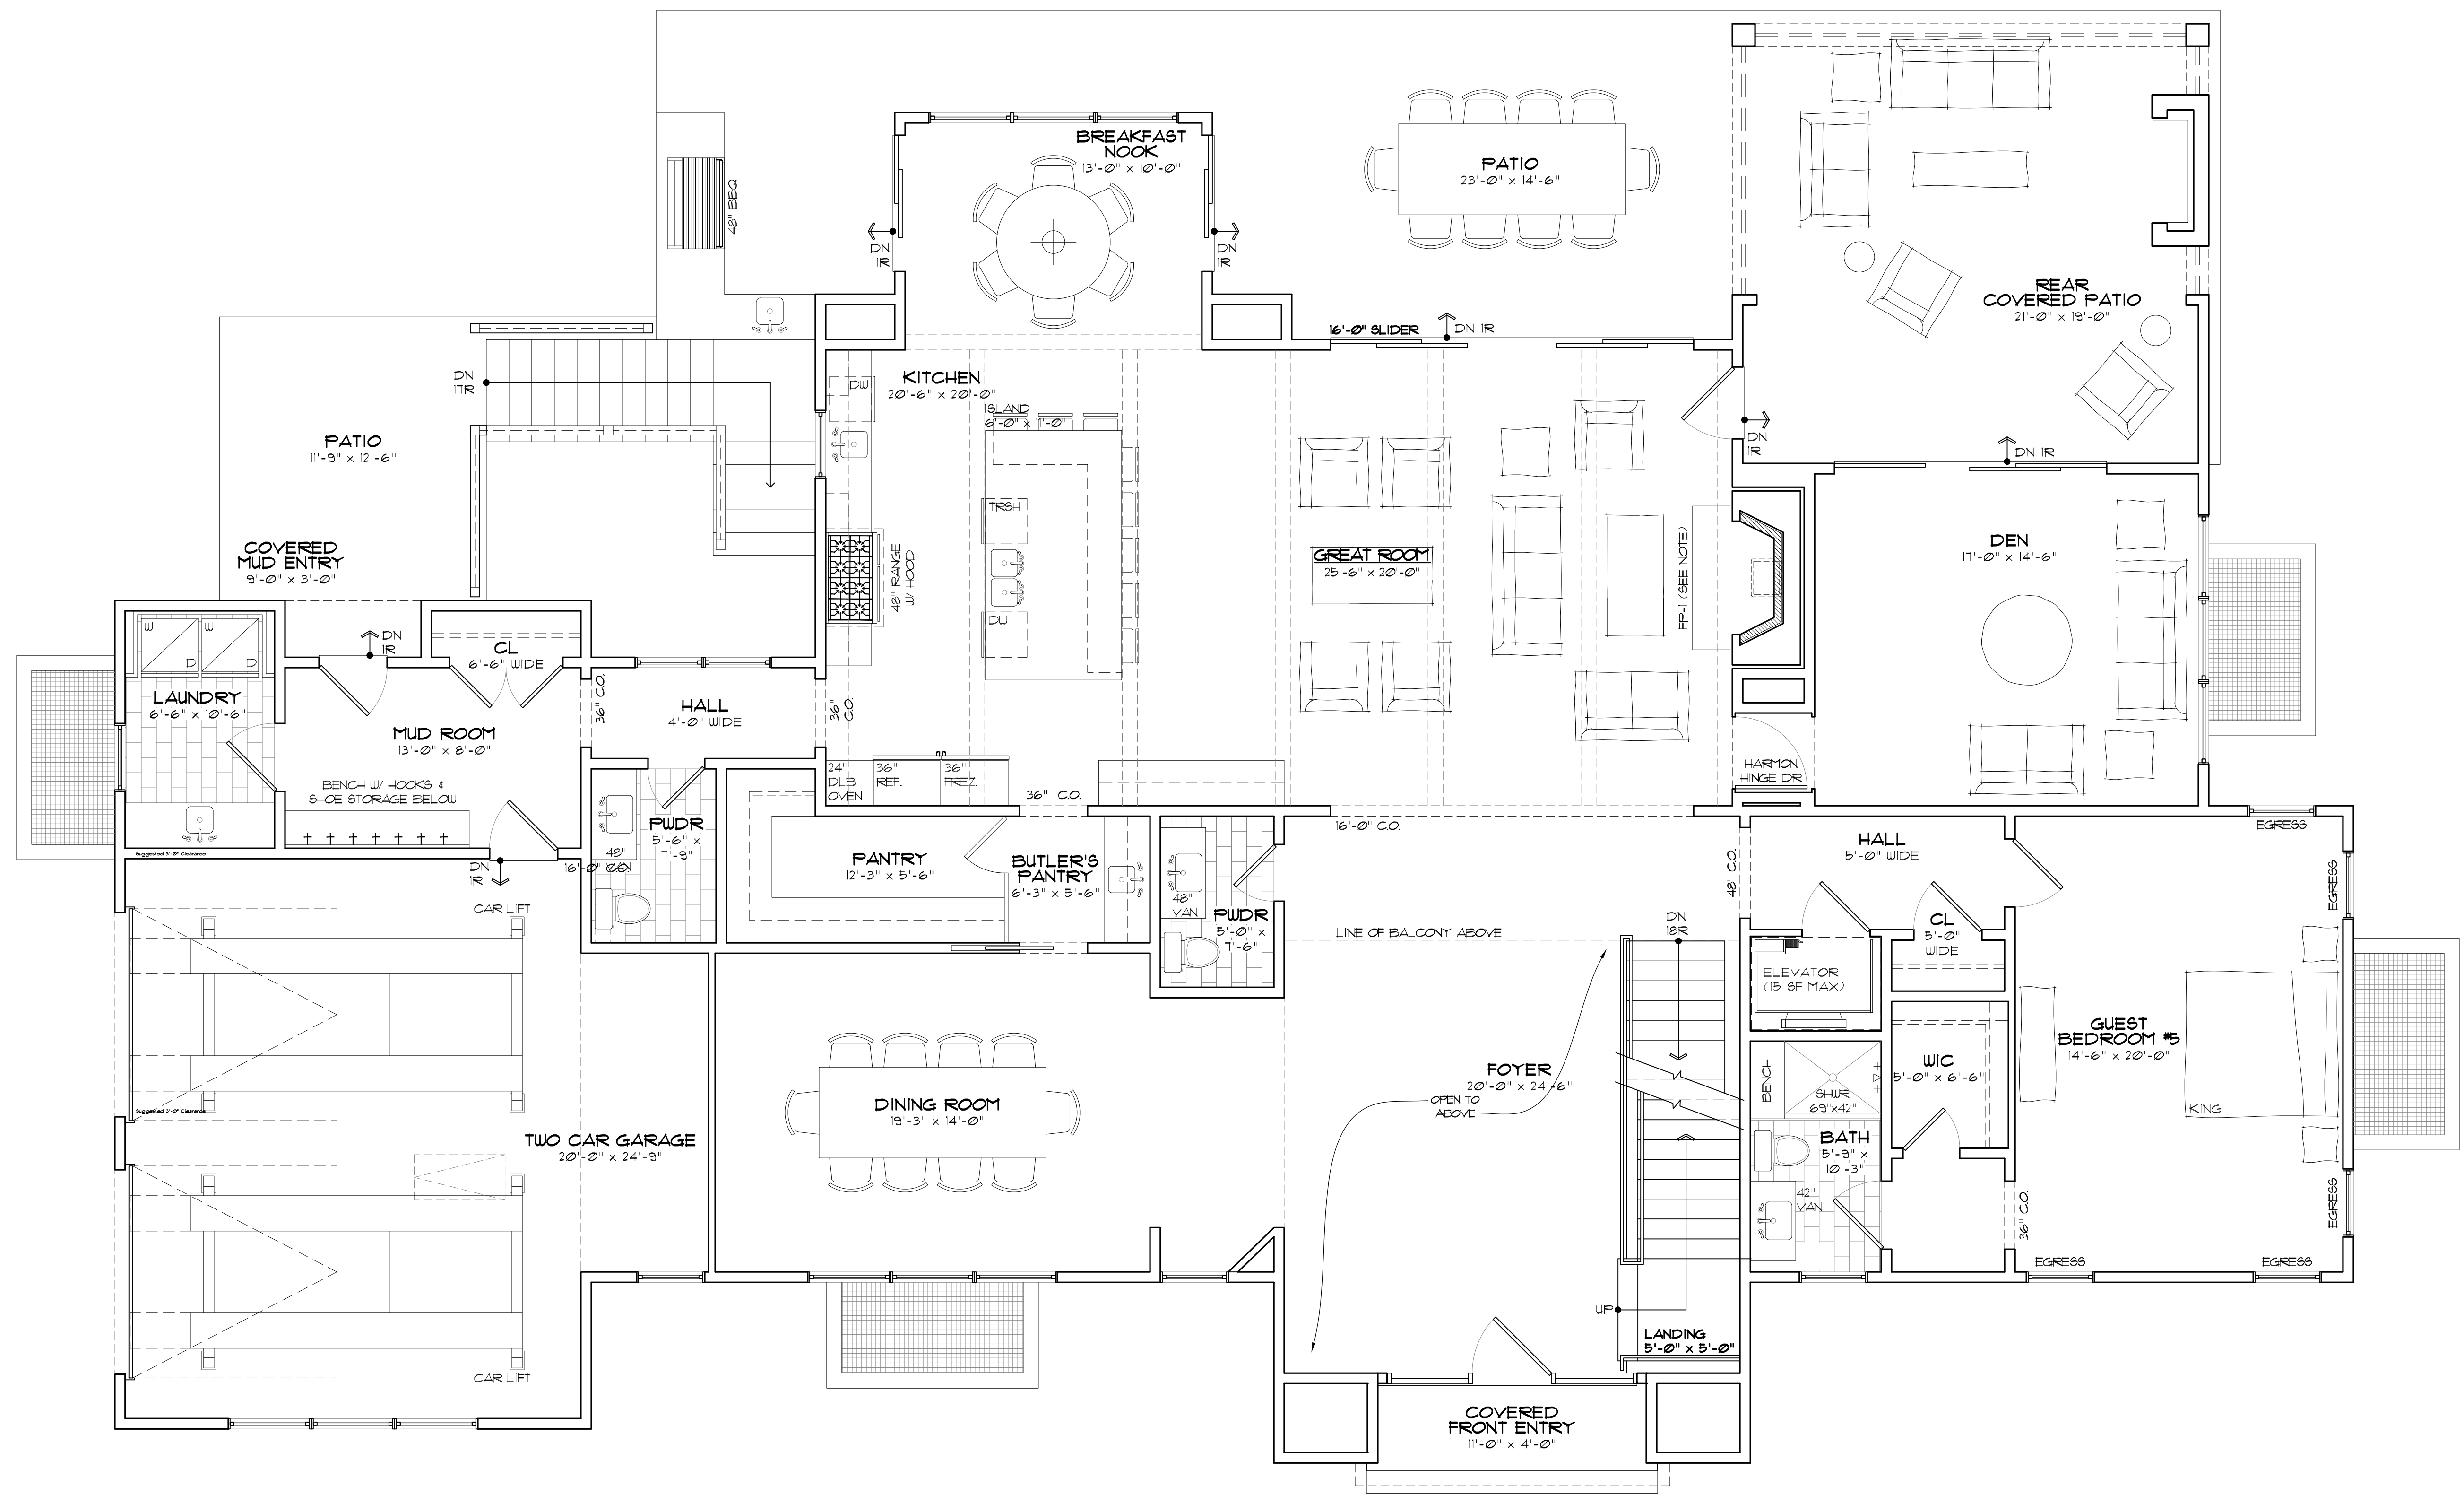 BREAKFAST
NOOK
13'-0" x 10'-0"
PATIO
23'-0" x 14'-6"
48" BBQ
DN
1R
DN
1R
REAR
COVERED PATIO
21'-0" x 19'-0"
16'-0" SLIDER
DN 1R
DN
17R
KITCHEN
20'-6" x 20'-0"
DW
ISLAND
6'-0" x 11'-0"
PATIO
11'-9" x 12'-6"
DN
1R
DN 1R
TRSH
COVERED
MUD ENTRY
9'-0" x 3'-0"
48" RANGE
W/ HOOD
GREAT ROOM
25'-6" x 20'-0"
FP-1 (SEE NOTE)
DEN
17'-0" x 14'-6"
DW
W
D
W
D
DN
1R
CL
6'-6" WIDE
LAUNDRY
6'-6" x 10'-6"
36" C.O.
HALL
4'-0" WIDE
36"
C.O.
MUD ROOM
13'-0" x 8'-0"
BENCH W/ HOOKS &
SHOE STORAGE BELOW
24"
DLB
OVEN
36"
REF.
36"
FREZ
HARMON
HINGE DR
36" C.O.
16'-0" C.O.
EGRESS
PWDR
5'-6" x
7'-9"
48"
VAN
Suggested 3'-0" Clearance
DN
1R
16'-0" C.O.
PANTRY
12'-3" x 5'-6"
BUTLER'S
PANTRY
6'-3" x 5'-6"
48"
VAN
PWDR
5'-0" x
7'-6"
48" C.O.
HALL
5'-0" WIDE
EGRESS
CAR LIFT
LINE OF BALCONY ABOVE
DN
18R
CL
5'-0"
WIDE
ELEVATOR
(15 SF MAX)
GUEST
BEDROOM #5
14'-6" x 20'-0"
FOYER
20'-0" x 24'-6"
OPEN TO
ABOVE
BENCH
SHWR
69"x42"
WIC
5'-0" x 6'-6"
KING
DINING ROOM
19'-3" x 14'-0"
Suggested 3'-0" Clearance
TWO CAR GARAGE
20'-0" x 24'-9"
BATH
5'-9" x
10'-3"
42"
VAN
36" C.O.
EGRESS
EGRESS
EGRESS
UP
LANDING
5'-0" x 5'-0"
CAR LIFT
COVERED
FRONT ENTRY
11'-0" x 4'-0"